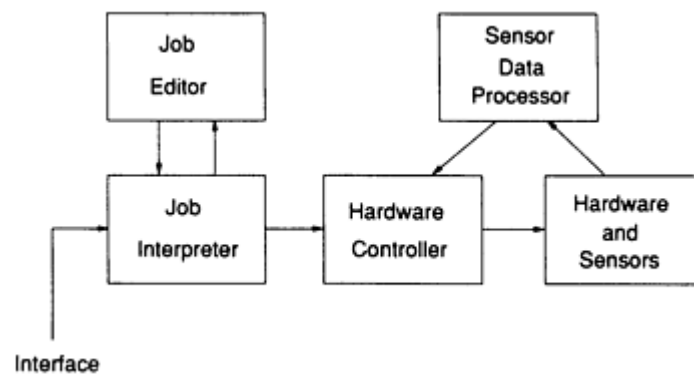 Job
Editor
Sensor
Data
Processor
Job
Interpreter
Hardware
Controller
Hardware
and
Sensors
Interface